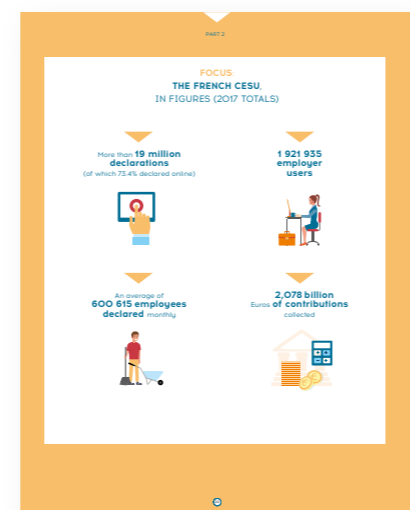 PART 2
FOCUS:
THE FRENCH CESU,
IN FIGURES (2017 TOTALS)
More than 19 million
declarations
(of which 73.4% declared online)
1 921 935
employer
users
An average of
600 615 employees
declared monthly
2,078 billion
Euros of contributions
collected